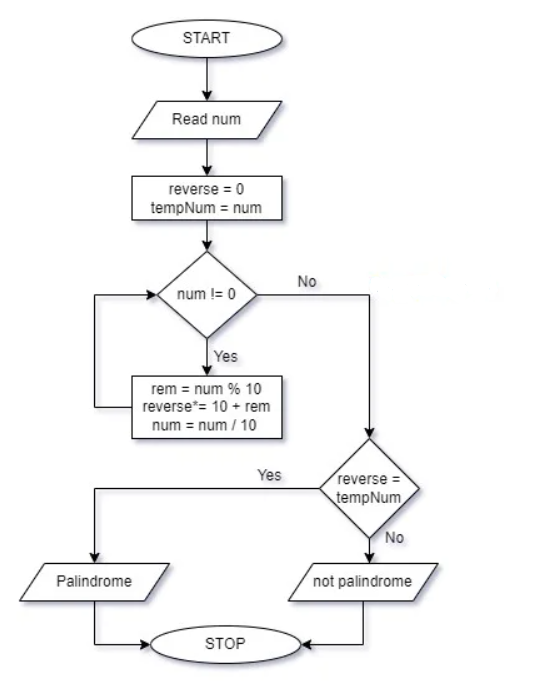 START
Read num
reverse = 0
tempNum = num
num != 0
No
Yes
rem = num % 10
reverse*= 10 + rem
num = num / 10
Yes
reverse =
tempNum
No
Palindrome
not palindrome
STOP